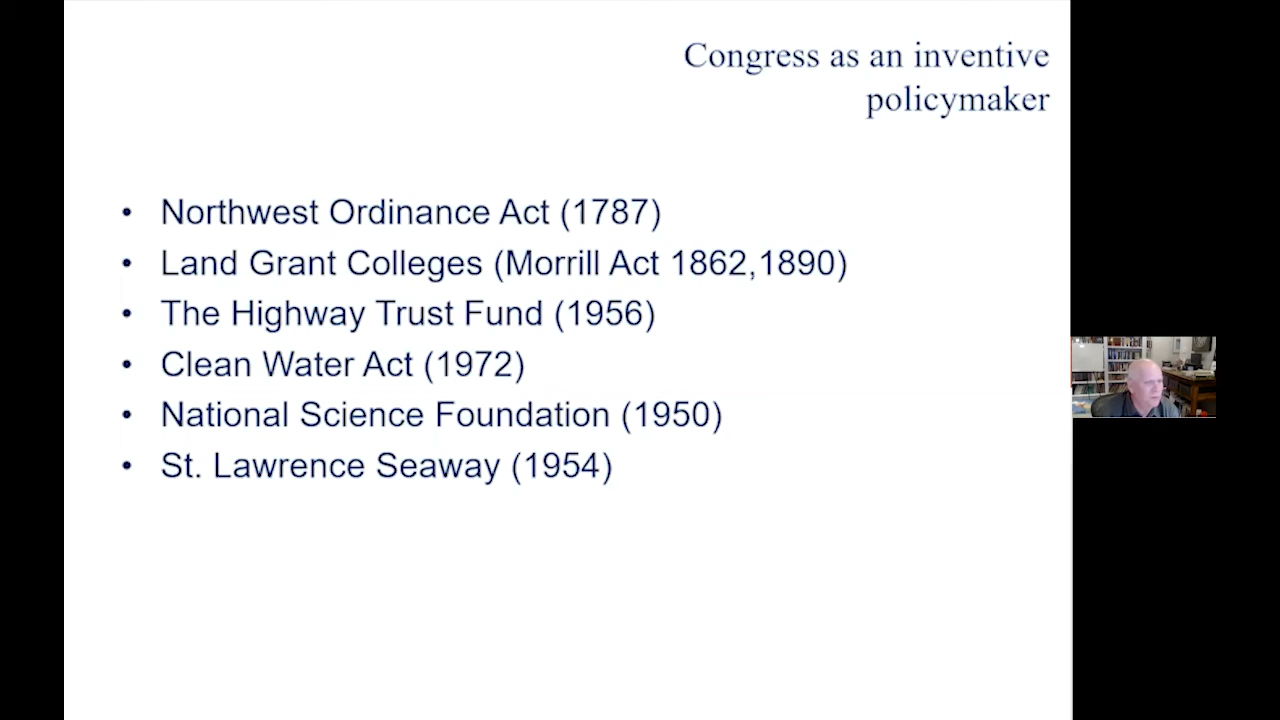 Congress as an inventive
policymaker
• Northwest Ordinance Act (1787)
• Land Grant Colleges (Morrill Act 1862,1890)
• The Highway Trust Fund (1956)
• Clean Water Act (1972)
• National Science Foundation (1950)
• St. Lawrence Seaway (1954)